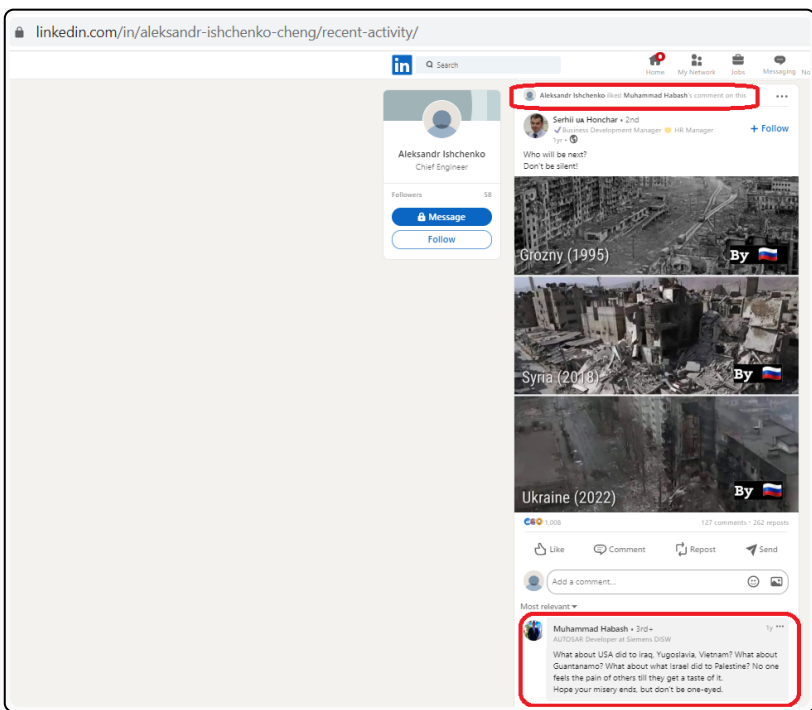 linkedin.com/in/aleksandr-ishchenko-cheng/recent-activity/
in
Search
Home
My Network
Jobs
Messaging
No
Aleksandr Ishchenko
Chief Engineer
Followers 58
Message
Follow
Aleksandr Ishchenko liked Muhammad Habash's comment on this
Serhii UA Honchar • 2nd
Business Development Manager HR Manager
1yr •
+ Follow
Who will be next?
Don't be silent!
Grozny (1995)
By
Syria (2018)
By
Ukraine (2022)
By
1,008
127 comments • 262 reposts
Like
Comment
Repost
Send
Add a comment...
Most relevant
Muhammad Habash • 3rd+
1y
AUTOSAR Developer at Siemens DISW
What about USA did to iraq, Yugoslavia, Vietnam? What about
Guantanamo? What about what Israel did to Palestine? No one
feels the pain of others till they get a taste of it.
Hope your misery ends, but don't be one-eyed.